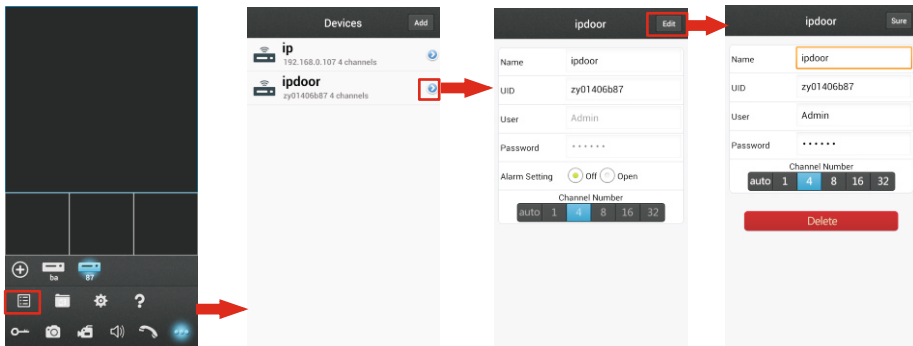 ba
87
?
Devices
Add
ip
192.168.0.107 4 channels
ipdoor
zy01406b87 4 channels
ipdoor
Edit
Name
ipdoor
UID
zy01406b87
User
Admin
Password
Alarm Setting
Off
Open
Channel Number
auto 1 4 8 16 32
ipdoor
Sure
Name
ipdoor
UID
zy01406b87
User
Admin
Password
Channel Number
auto 1 4 8 16 32
Delete